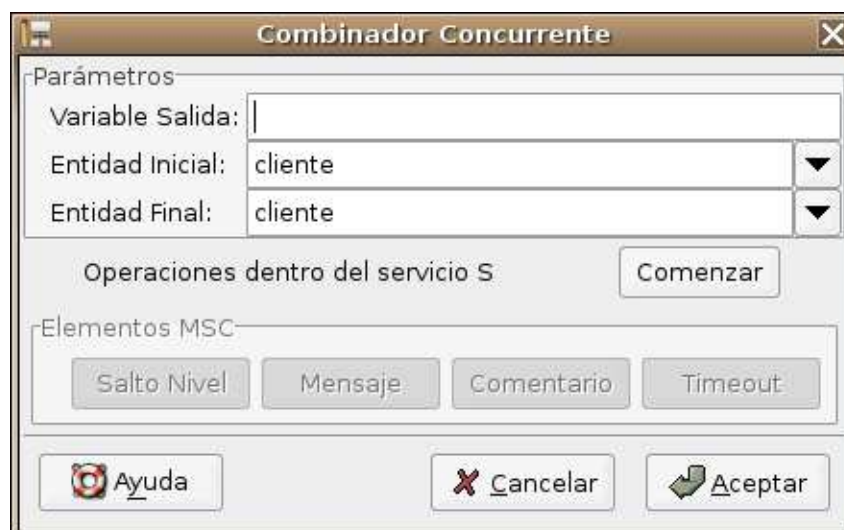 Combinador Concurrente
Parámetros
Variable Salida:
Entidad Inicial: cliente
Entidad Final: cliente
Operaciones dentro del servicio S Comenzar
Elementos MSC
Salto Nivel Mensaje Comentario Timeout
Ayuda Cancelar Aceptar